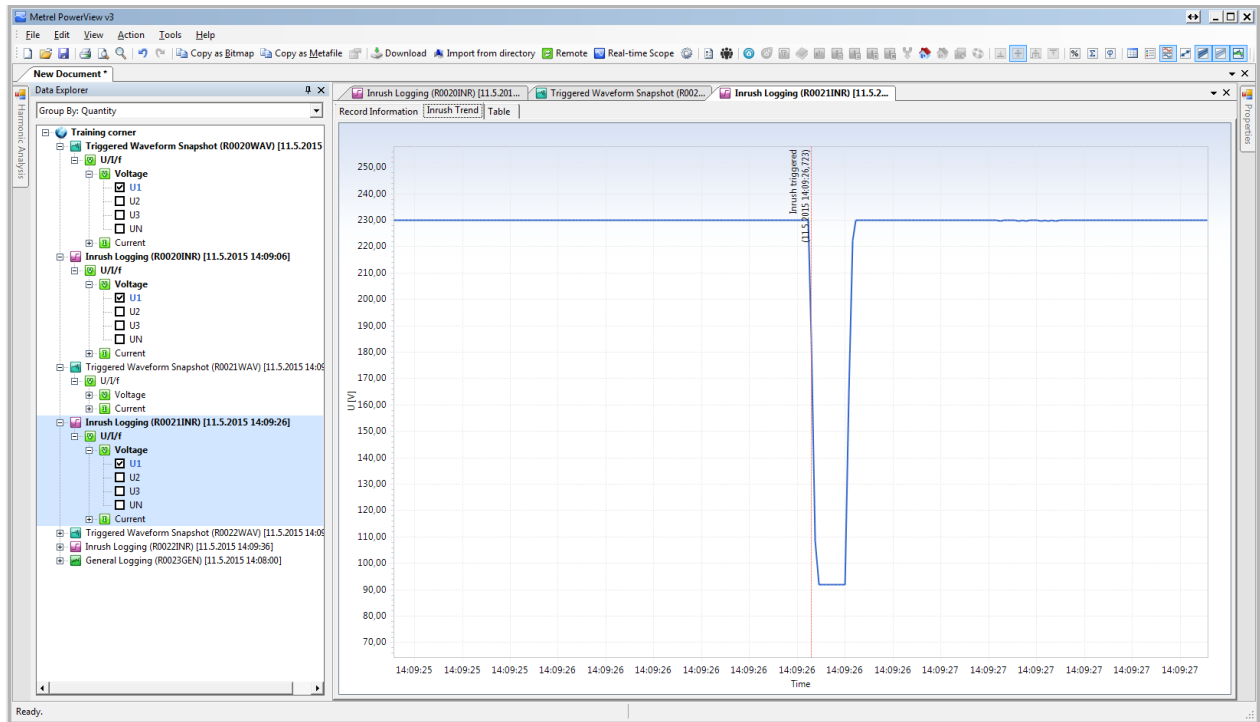 Metrel PowerView v3
File Edit View Action Tools Help
Copy as Bitmap Copy as Metafile Download Import from directory Remote Real-time Scope
New Document *
Harmonic Analysis
Data Explorer
Group By: Quantity
Training corner
Triggered Waveform Snapshot (R0020WAV) [11.5.2015
U/I/f
Voltage
U1
U2
U3
UN
Current
Inrush Logging (R0020INR) [11.5.2015 14:09:06]
U/I/f
Voltage
U1
U2
U3
UN
Current
Triggered Waveform Snapshot (R0021WAV) [11.5.2015 14:09
U/I/f
Voltage
Current
Inrush Logging (R0021INR) [11.5.2015 14:09:26]
U/I/f
Voltage
U1
U2
U3
UN
Current
Triggered Waveform Snapshot (R0022WAV) [11.5.2015 14:09
Inrush Logging (R0022INR) [11.5.2015 14:09:36]
General Logging (R0023GEN) [11.5.2015 14:08:00]
Inrush Logging (R0020INR) [11.5.201... Triggered Waveform Snapshot (R002... Inrush Logging (R0021INR) [11.5.2...
Record Information Inrush Trend Table
Properties
Inrush triggered
(11.5.2015 14:09:26,723)
250,00
240,00
230,00
220,00
210,00
200,00
190,00
180,00
170,00
160,00
150,00
140,00
130,00
120,00
110,00
100,00
90,00
80,00
70,00
U [V]
14:09:25 14:09:25 14:09:25 14:09:25 14:09:26 14:09:26 14:09:26 14:09:26 14:09:26 14:09:26 14:09:26 14:09:27 14:09:27 14:09:27 14:09:27 14:09:27 14:09:27
Time
Ready.